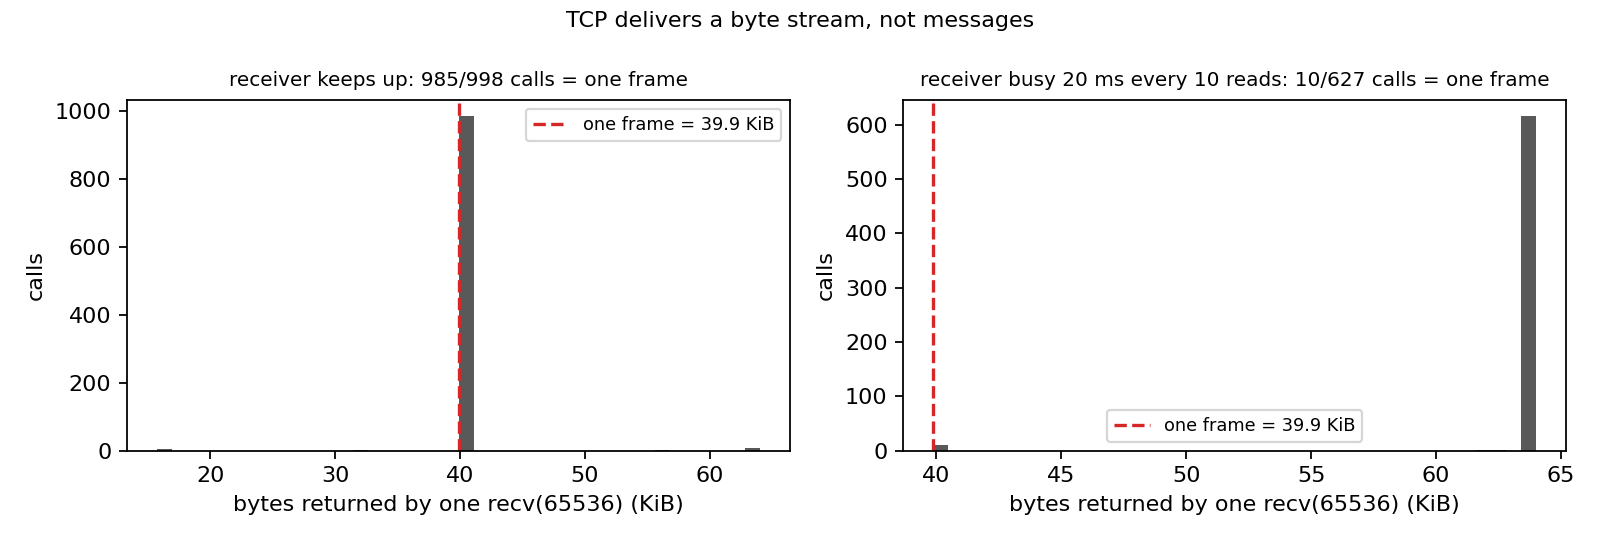 TCP delivers a byte stream, not messages
receiver keeps up: 985/998 calls = one frame
1000
800
600
400
200
0
calls
one frame = 39.9 KiB
20
30
40
50
60
bytes returned by one recv(65536) (KiB)
receiver busy 20 ms every 10 reads: 10/627 calls = one frame
600
500
400
300
200
100
0
calls
one frame = 39.9 KiB
40
45
50
55
60
65
bytes returned by one recv(65536) (KiB)